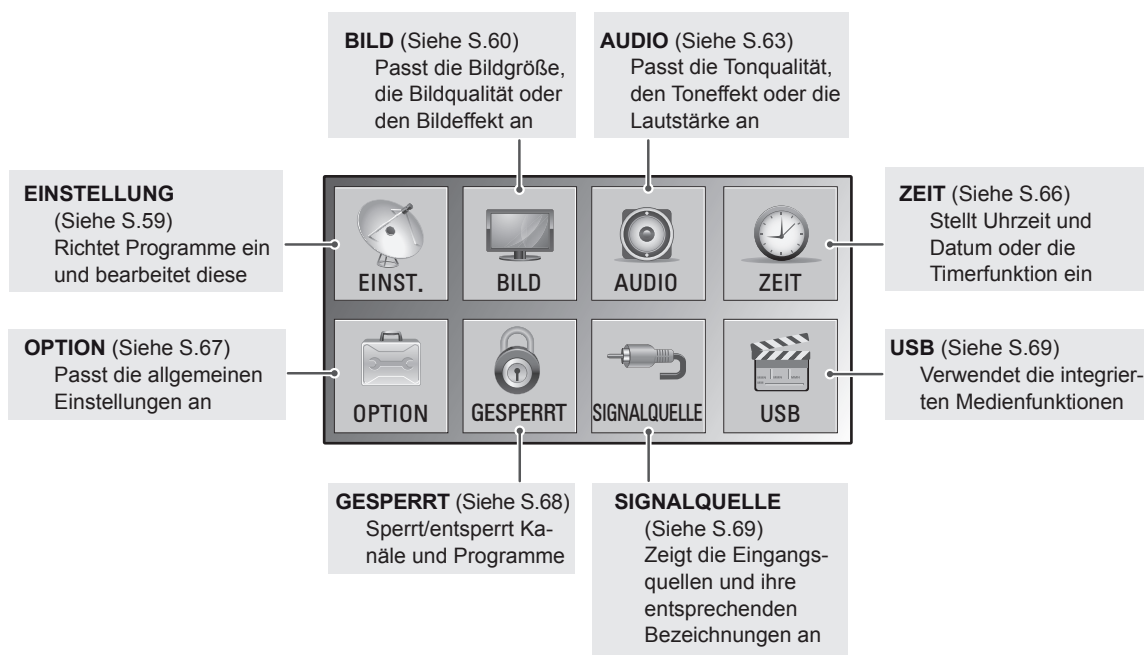 BILD (Siehe S.60)
Passt die Bildgröße,
die Bildqualität oder
den Bildeffekt an
AUDIO (Siehe S.63)
Passt die Tonqualität,
den Toneffekt oder die
Lautstärke an
EINSTELLUNG
(Siehe S.59)
Richtet Programme ein
und bearbeitet diese
ZEIT (Siehe S.66)
Stellt Uhrzeit und
Datum oder die
Timerfunktion ein
EINST.
BILD
AUDIO
ZEIT
OPTION (Siehe S.67)
Passt die allgemeinen
Einstellungen an
USB (Siehe S.69)
Verwendet die integrier-
ten Medienfunktionen
OPTION
GESPERRT
SIGNALQUELLE
USB
GESPERRT (Siehe S.68)
Sperrt/entsperrt Ka-
näle und Programme
SIGNALQUELLE
(Siehe S.69)
Zeigt die Eingangs-
quellen und ihre
entsprechenden
Bezeichnungen an